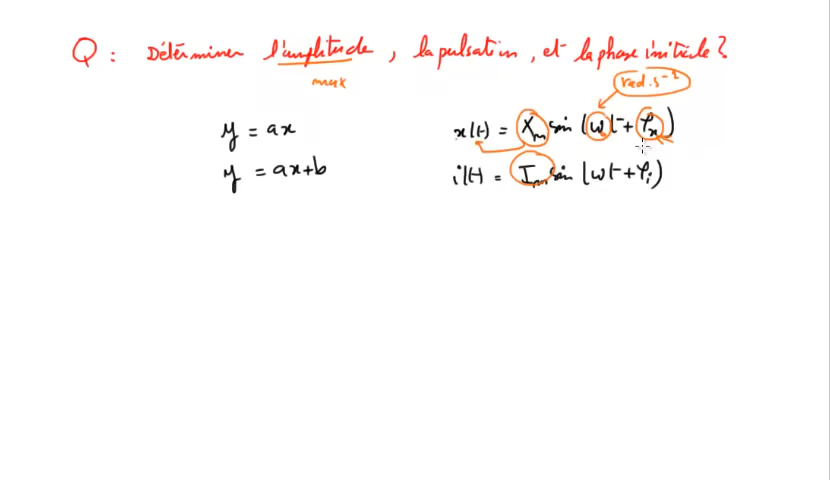 Q : Déterminer l'amplitude, la pulsation, et la phase initiale ?
max
rad.s⁻¹
y = ax
x(t) = Xm sin (ωt + φx)
y = ax+b
i(t) = Im sin (ωt + φi)